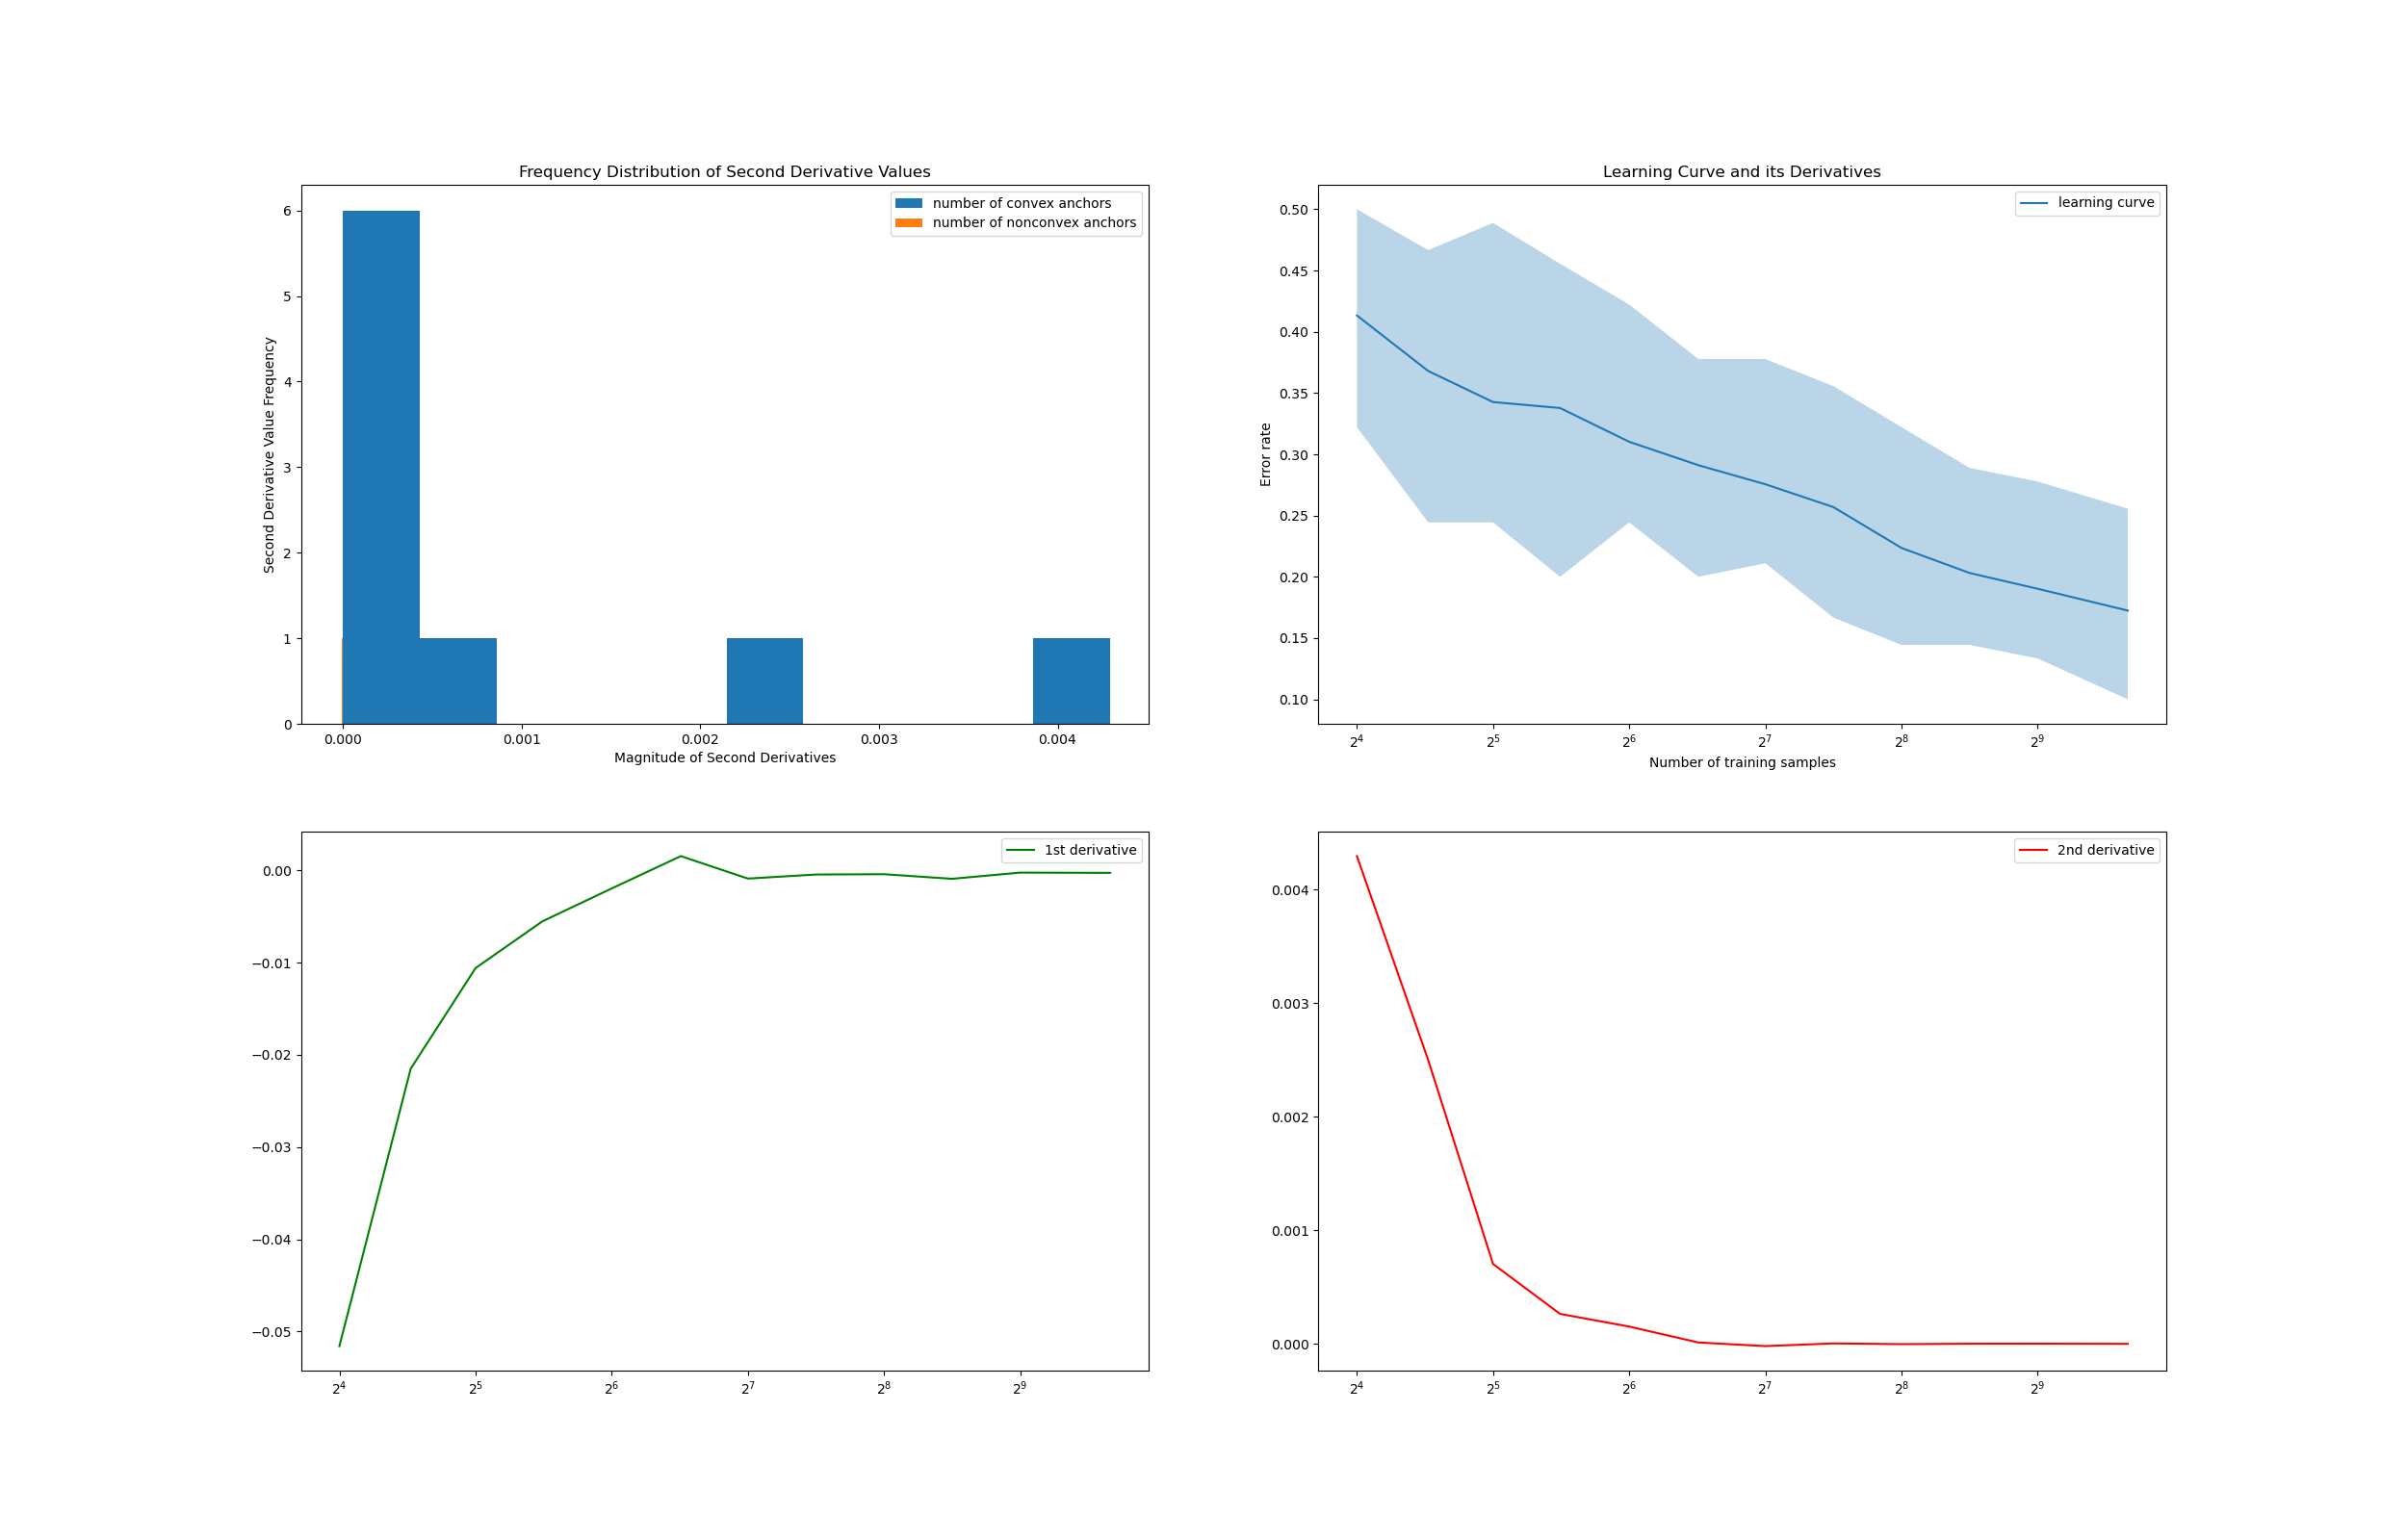 Frequency Distribution of Second Derivative Values
number of convex anchors
number of nonconvex anchors
Second Derivative Value Frequency
6
5
4
3
2
1
0
0.000 0.001 0.002 0.003 0.004
Magnitude of Second Derivatives
Learning Curve and its Derivatives
learning curve
Error rate
0.50
0.45
0.40
0.35
0.30
0.25
0.20
0.15
0.10
2⁴ 2⁵ 2⁶ 2⁷ 2⁸ 2⁹
Number of training samples
1st derivative
0.00
−0.01
−0.02
−0.03
−0.04
−0.05
2⁴ 2⁵ 2⁶ 2⁷ 2⁸ 2⁹
2nd derivative
0.004
0.003
0.002
0.001
0.000
2⁴ 2⁵ 2⁶ 2⁷ 2⁸ 2⁹